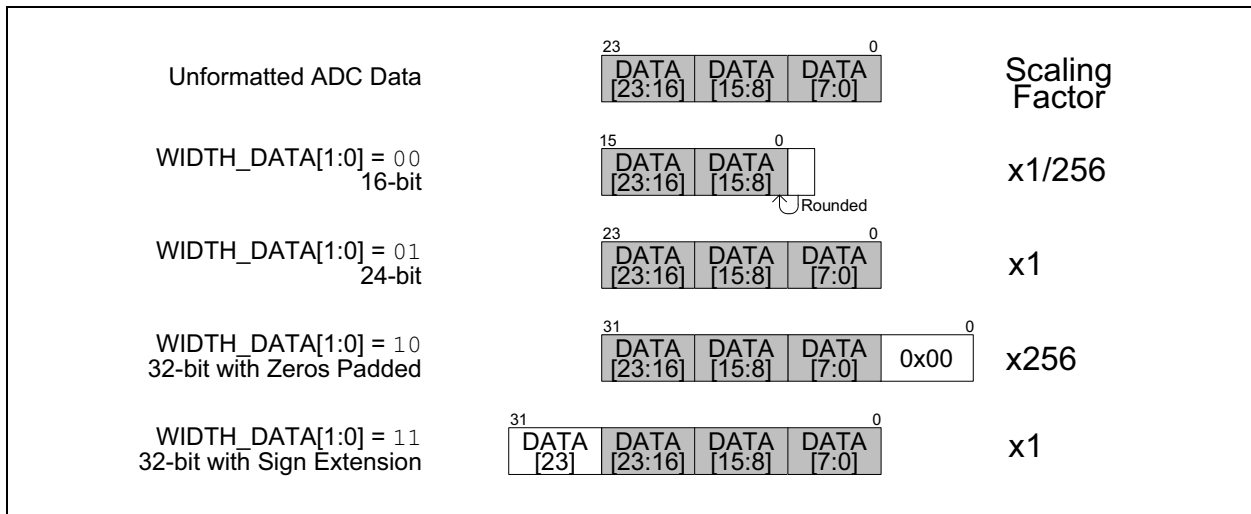 23 0
Unformatted ADC Data DATA [23:16] DATA [15:8] DATA [7:0] Scaling Factor
15 0
WIDTH_DATA[1:0] = 00
16-bit
DATA [23:16] DATA [15:8] x1/256
Rounded
23 0
WIDTH_DATA[1:0] = 01
24-bit
DATA [23:16] DATA [15:8] DATA [7:0] x1
31 0
WIDTH_DATA[1:0] = 10
32-bit with Zeros Padded
DATA [23:16] DATA [15:8] DATA [7:0] 0x00 x256
31 0
WIDTH_DATA[1:0] = 11
32-bit with Sign Extension
DATA [23] DATA [23:16] DATA [15:8] DATA [7:0] x1